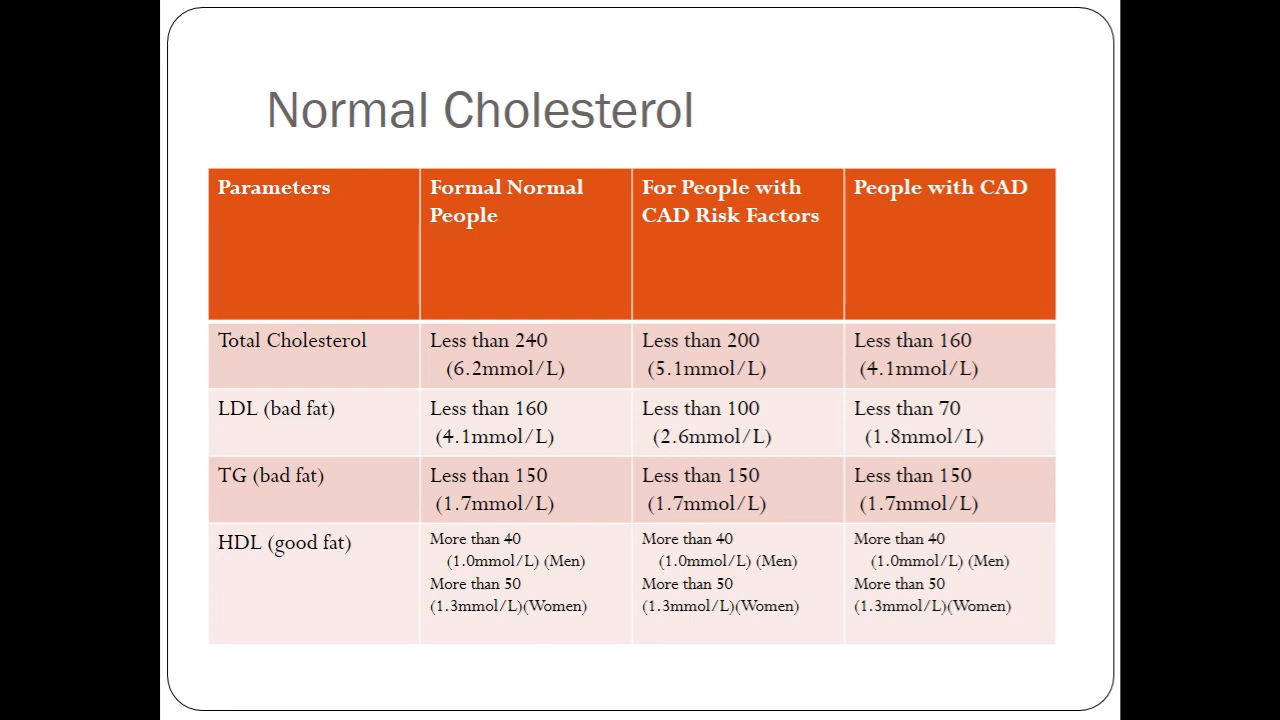 Normal Cholesterol
Parameters
Formal Normal
People
For People with
CAD Risk Factors
People with CAD
Total Cholesterol
Less than 240
(6.2mmol/L)
Less than 200
(5.1mmol/L)
Less than 160
(4.1mmol/L)
LDL (bad fat)
Less than 160
(4.1mmol/L)
Less than 100
(2.6mmol/L)
Less than 70
(1.8mmol/L)
TG (bad fat)
Less than 150
(1.7mmol/L)
Less than 150
(1.7mmol/L)
Less than 150
(1.7mmol/L)
HDL (good fat)
More than 40
(1.0mmol/L) (Men)
More than 50
(1.3mmol/L)(Women)
More than 40
(1.0mmol/L) (Men)
More than 50
(1.3mmol/L)(Women)
More than 40
(1.0mmol/L) (Men)
More than 50
(1.3mmol/L)(Women)